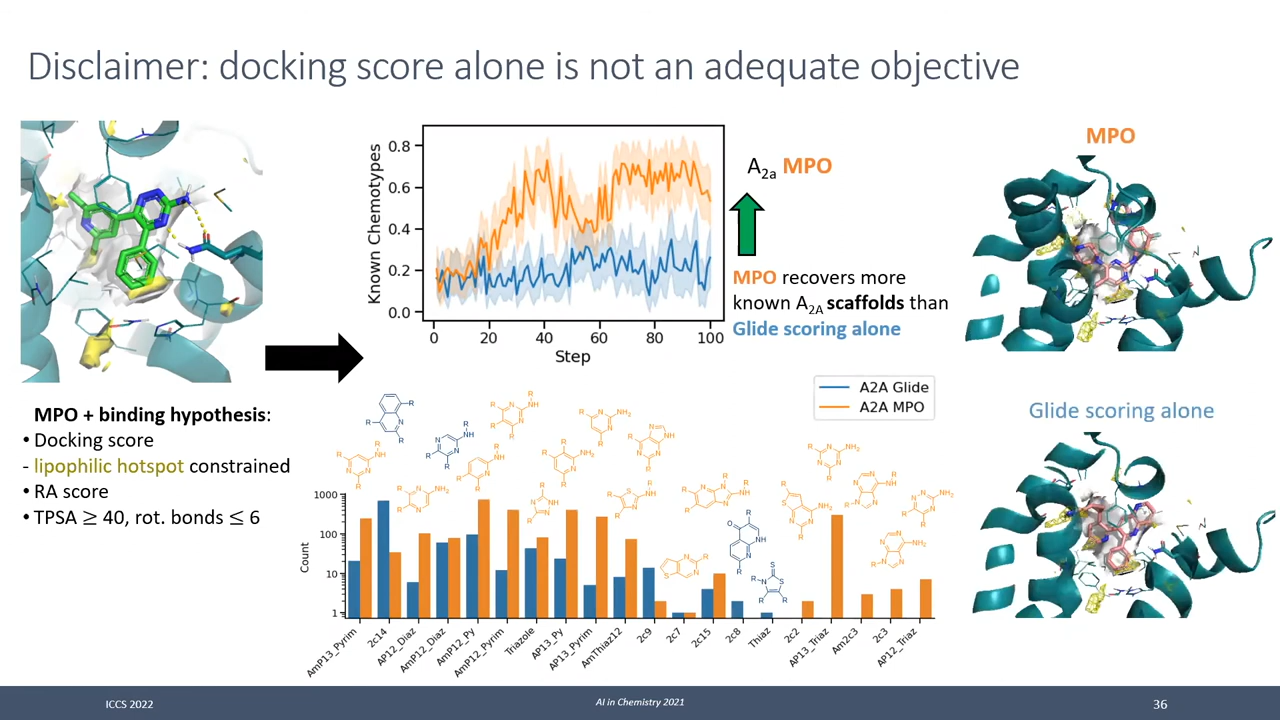 Disclaimer: docking score alone is not an adequate objective
MPO + binding hypothesis:
• Docking score
- lipophilic hotspot constrained
• RA score
• TPSA ≥ 40, rot. bonds ≤ 6
Known Chemotypes
0.8
0.6
0.4
0.2
0.0
0
20
40
60
80
100
Step
A2a MPO
MPO recovers more
known A2A scaffolds than
Glide scoring alone
MPO
Glide scoring alone
A2A Glide
A2A MPO
Count
1000
100
10
1
AmP13_Pyrim
2c14
AP12_Diaz
AmP12_Diaz
AmP12_Py
AmP12_Pyrim
Triazole
AP13_Py
AP13_Pyrim
AmThiaz12
2c9
2c7
2c15
2c8
Thiaz
2c2
AP13_Triaz
Am2c3
2c3
AP12_Triaz
ICCS 2022
AI in Chemistry 2021
36